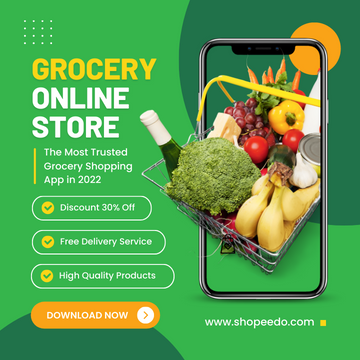 GROCERY
ONLINE
STORE
The Most Trusted
Grocery Shopping
App in 2022
Discount 30% Off
Free Delivery Service
High Quality Products
DOWNLOAD NOW
www.shopeedo.com